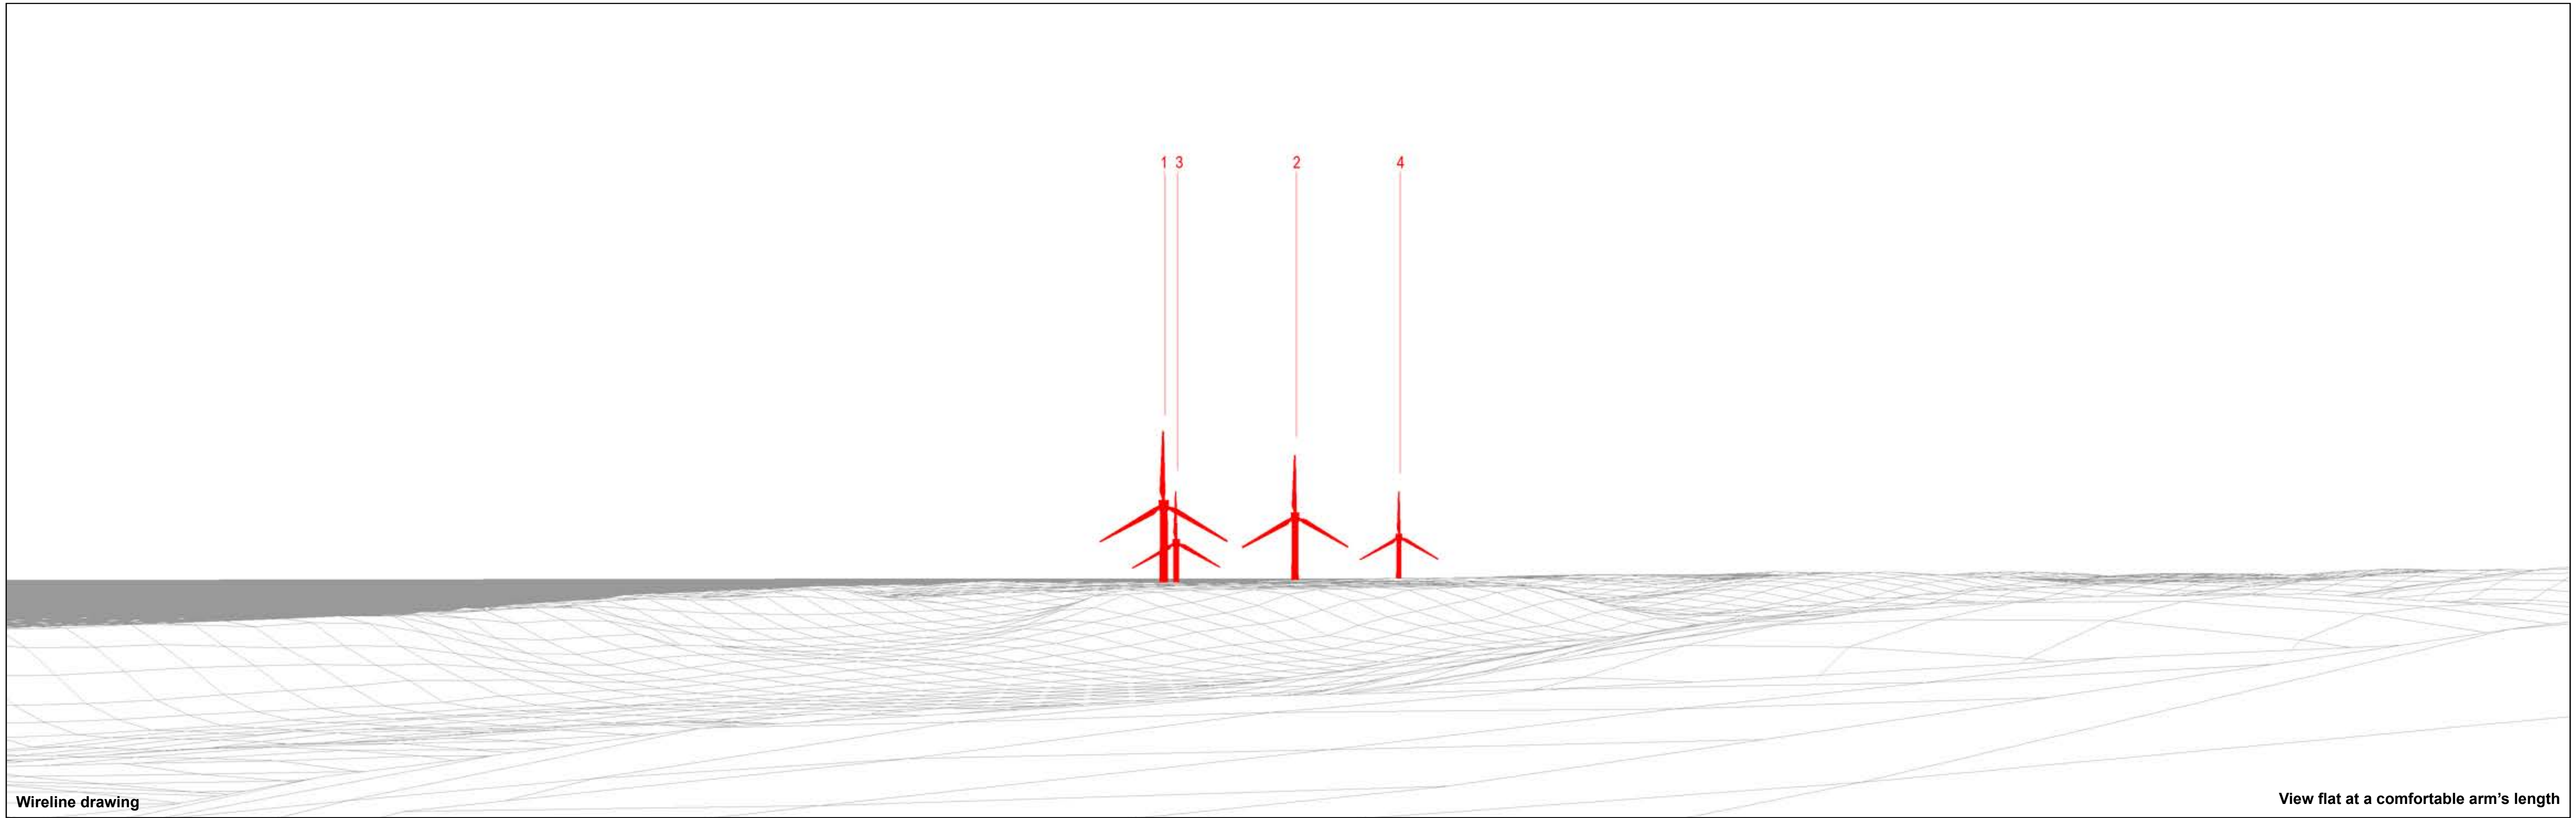 1 3 2 4
Wireline drawing
View flat at a comfortable arm’s length